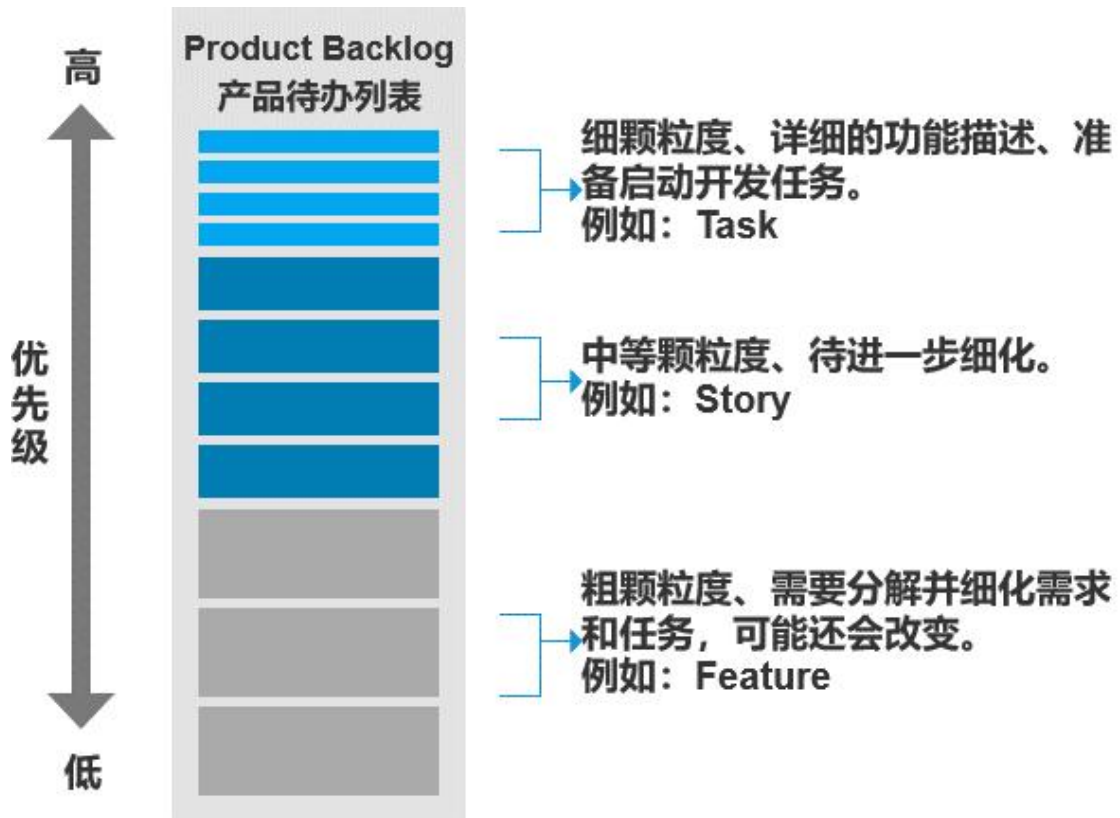 高
优先级
低
Product Backlog
产品待办列表
细颗粒度、详细的功能描述、准
备启动开发任务。
例如：Task
中等颗粒度、待进一步细化。
例如：Story
粗颗粒度、需要分解并细化需求
和任务，可能还会改变。
例如：Feature